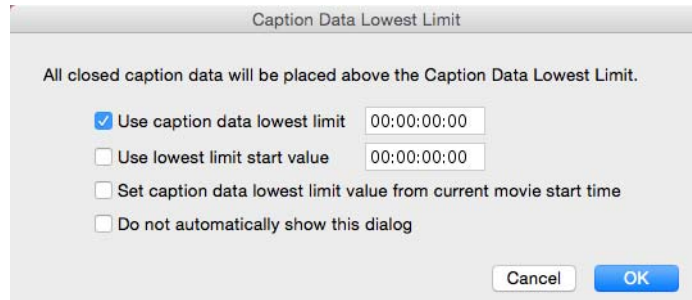 Caption Data Lowest Limit
All closed caption data will be placed above the Caption Data Lowest Limit.
Use caption data lowest limit 00:00:00:00
Use lowest limit start value 00:00:00:00
Set caption data lowest limit value from current movie start time
Do not automatically show this dialog
Cancel OK